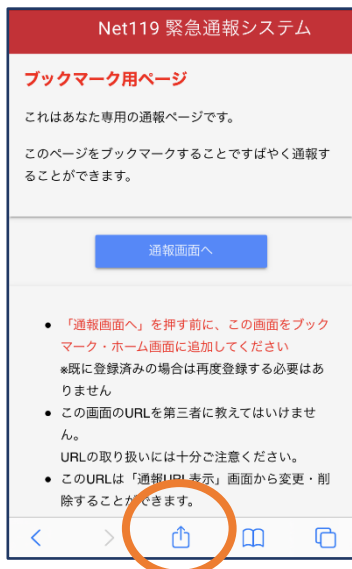 Net119 緊急通報システム
ブックマーク用ページ
これはあなた専用の通報ページです。
このページをブックマークすることですばやく通報す
ることができます。
通報画面へ
● 「通報画面へ」を押す前に、この画面をブック
マーク・ホーム画面に追加してください
※既に登録済みの場合は再度登録する必要はあ
りません
● この画面のURLを第三者に教えてはいけませ
ん。
URLの取り扱いには十分ご注意ください。
● このURLは「通報URL表示」画面から変更・削
除することができます。